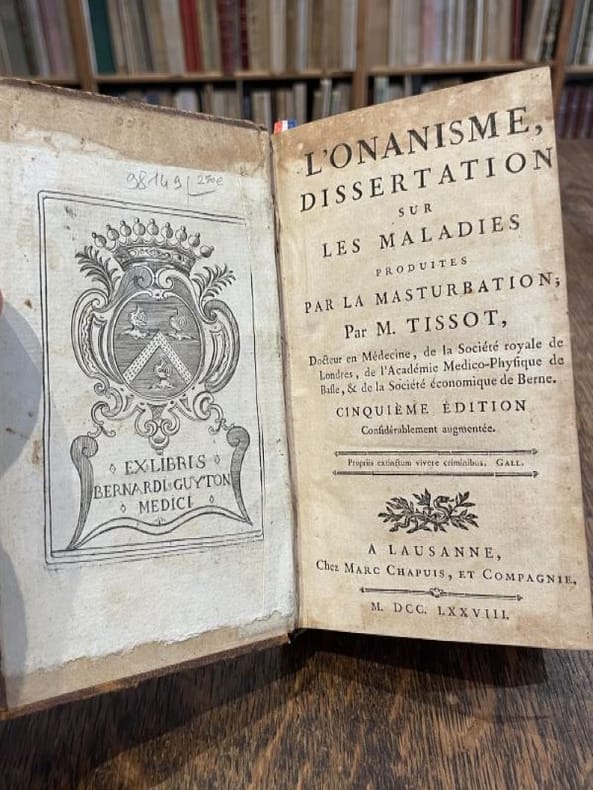 98149 270€
EX·LIBRIS
BERNARDI·GUYTON
MEDICI
L'ONANISME,
DISSERTATION
SUR
LES MALADIES
PRODUITES
PAR LA MASTURBATION;
Par M. TISSOT,
Docteur en Médecine, de la Société royale de
Londres, de l'Académie Medico-Physique de
Basle, & de la Société économique de Berne.
CINQUIÈME ÉDITION
Considérablement augmentée.
Propriis extinctum vivere criminibus. GALL.
A LAUSANNE,
Chez MARC CHAPUIS, ET COMPAGNIE,
M. DCC. LXXVIII.